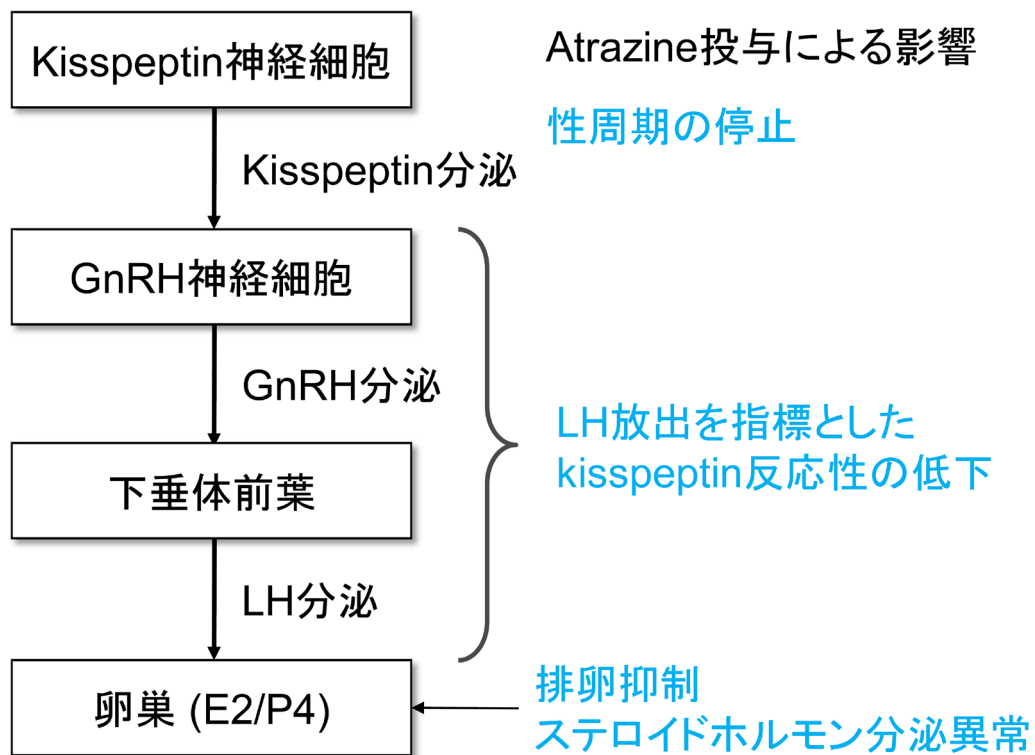 Kisspeptin神経細胞
Atrazine投与による影響
性周期の停止
Kisspeptin分泌
GnRH神経細胞
GnRH分泌
LH放出を指標とした
kisspeptin反応性の低下
下垂体前葉
LH分泌
卵巣 (E2/P4)
排卵抑制
ステロイドホルモン分泌異常